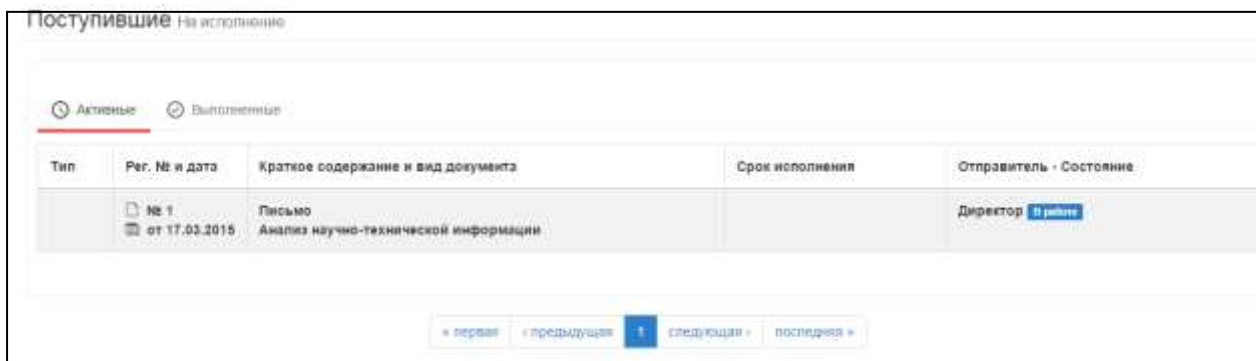 Поступившие На исполнение
Активные Выполненные
Тип Рег. № и дата Краткое содержание и вид документа Срок исполнения Отправитель - Состояние
№ 1 Письмо Директор В работе
от 17.03.2015 Анализ научно-технической информации
« первая ‹ предыдущая 1 следующая › последняя »